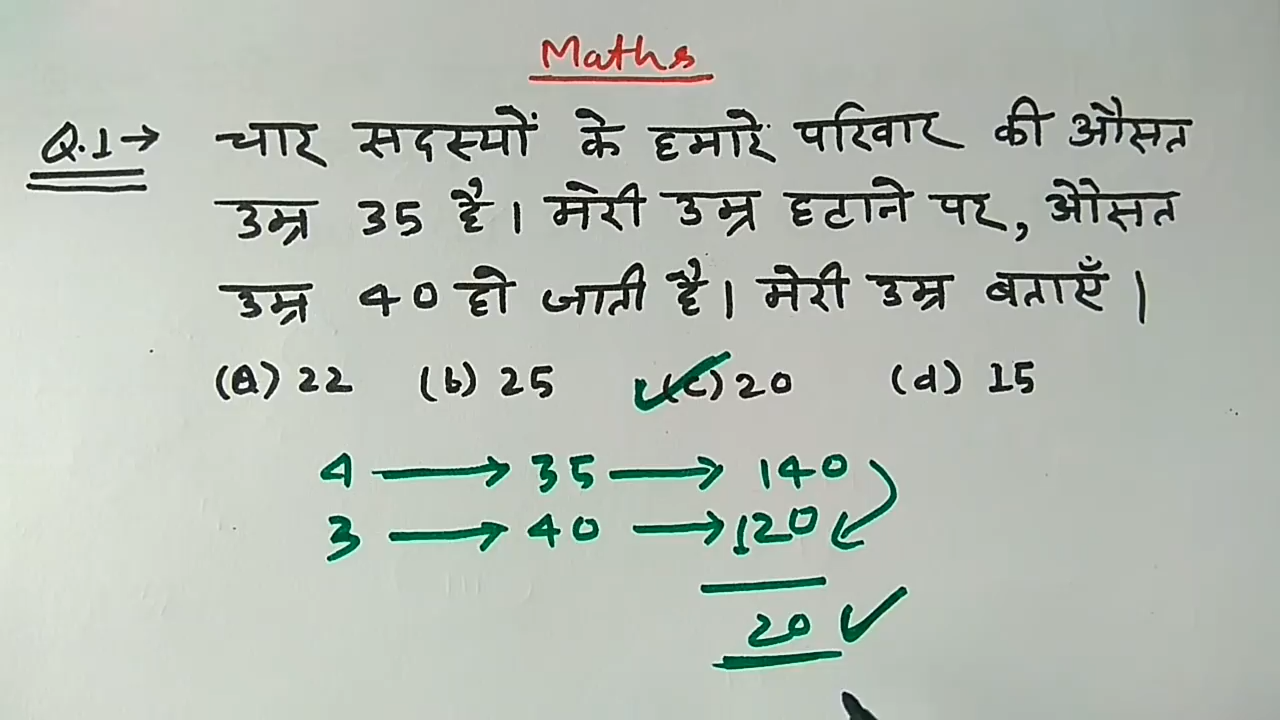 Maths
Q.1→ चार सदस्यों के हमारे परिवार की औसत
उम्र 35 है। मेरी उम्र हटाने पर, औसत
उम्र 40 हो जाती है। मेरी उम्र बताएँ।
(a) 22 (b) 25 ✓(c) 20 (d) 15
4 → 35 → 140
3 → 40 → 120
20 ✓